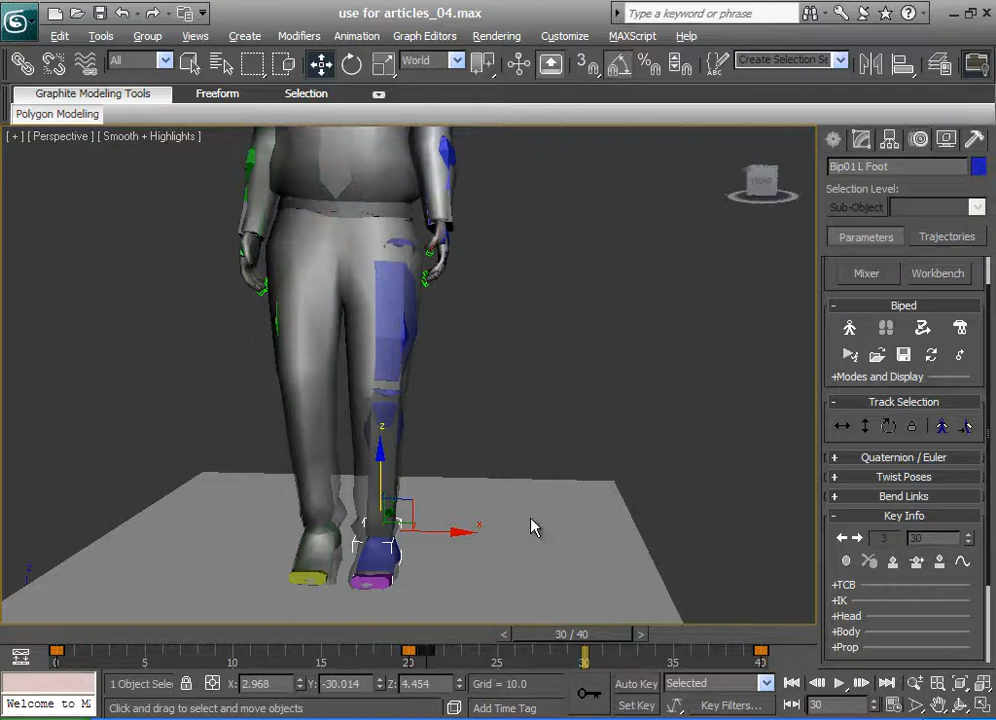 use for articles_04.max
Type a keyword or phrase
Edit Tools Group Views Create Modifiers Animation Graph Editors Rendering Customize MAXScript Help
All World 3 Create Selection Se
Graphite Modeling Tools Freeform Selection
Polygon Modeling
[ + ] [ Perspective ] [ Smooth + Highlights ]
FRONT
Bip01 L Foot
Selection Level:
Sub-Object
Parameters Trajectories
Mixer Workbench
- Biped
+Modes and Display
- Track Selection
+ Quaternion / Euler
+ Twist Poses
+ Bend Links
- Key Info
3 30
+TCB
+IK
+Head
+Body
+Prop
z
x
z
< 30 / 40 >
0 5 10 15 20 25 30 35 40
1 Object Sele X: 2.968 Y: -30.014 Z: 4.454 Grid = 10.0 Auto Key Selected
Welcome to M Click and drag to select and move objects Add Time Tag Set Key Key Filters... 30